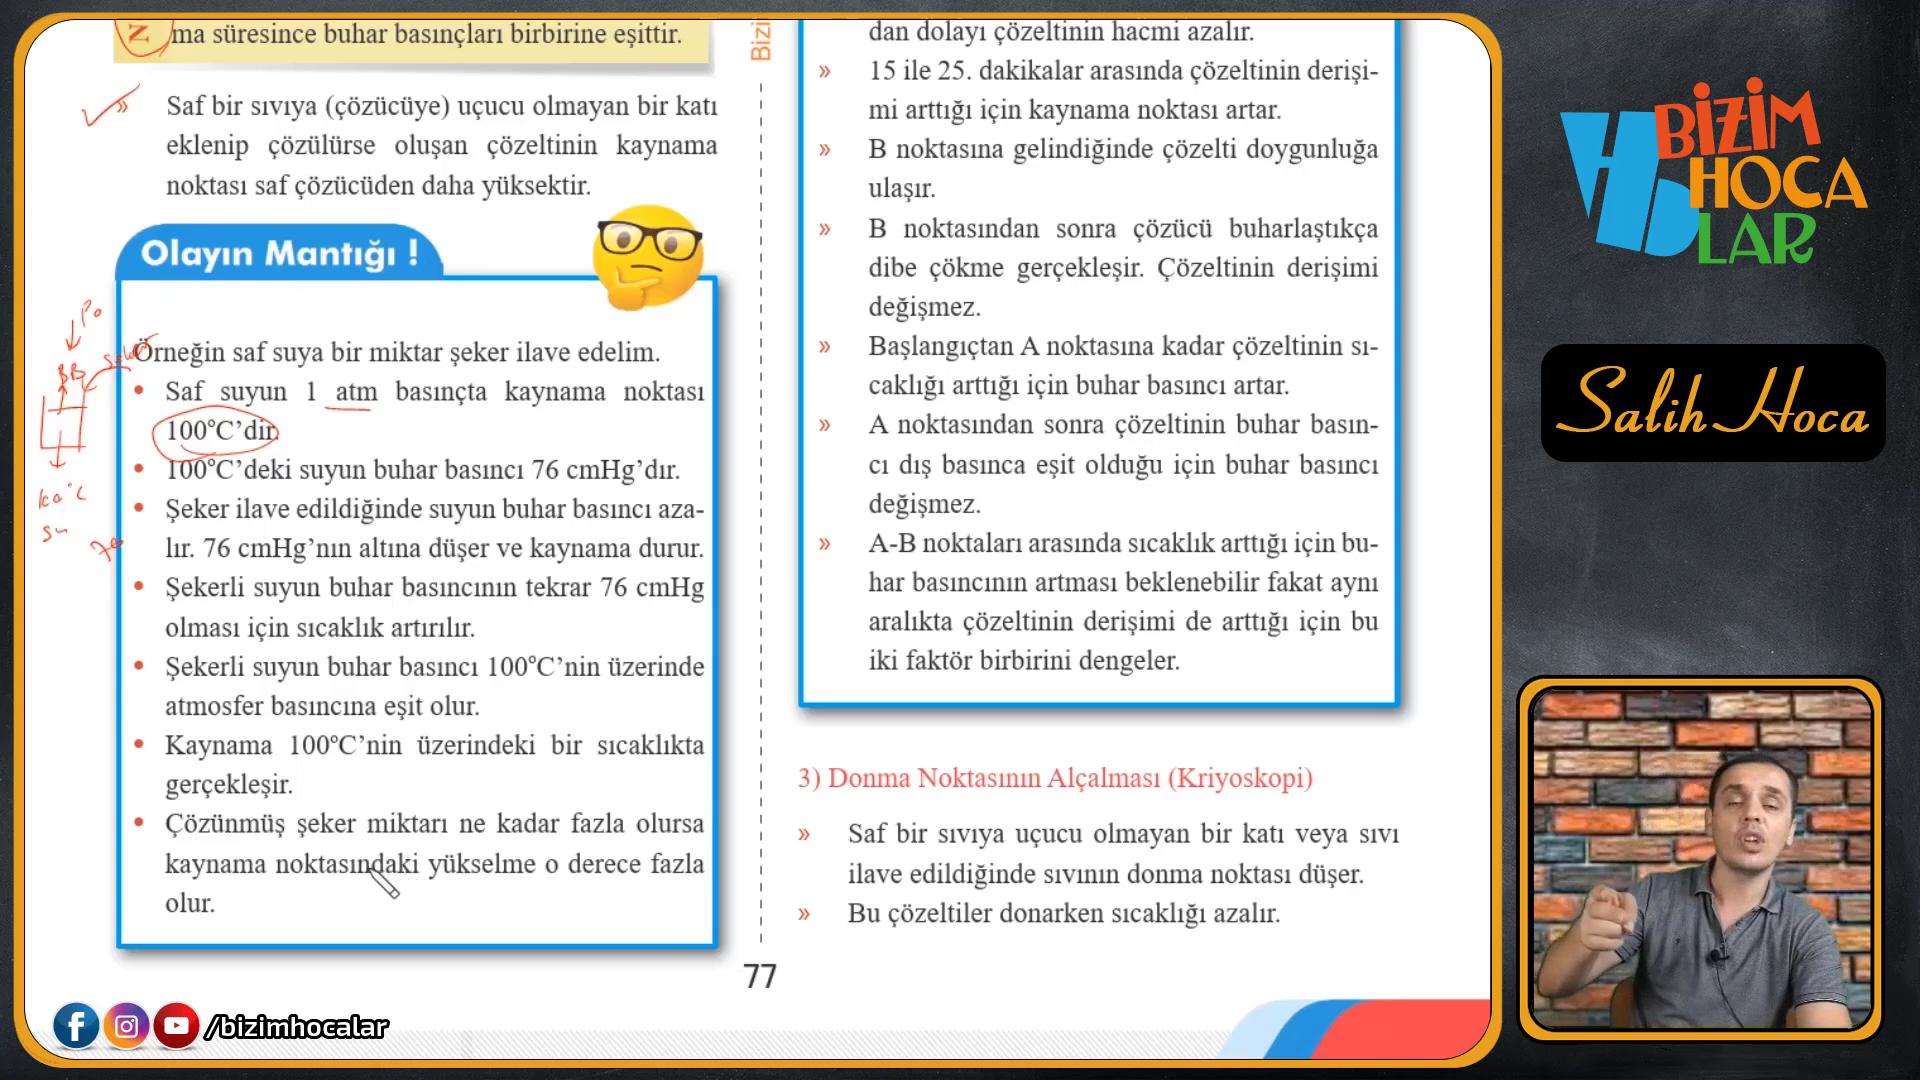 ma süresince buhar basınçları birbirine eşittir.
Saf bir sıvıya (çözücüye) uçucu olmayan bir katı
eklenip çözülürse oluşan çözeltinin kaynama
noktası saf çözücüden daha yüksektir.
Olayın Mantığı !
Örneğin saf suya bir miktar şeker ilave edelim.
• Saf suyun 1 atm basınçta kaynama noktası
100°C’dir.
• 100°C’deki suyun buhar basıncı 76 cmHg’dır.
• Şeker ilave edildiğinde suyun buhar basıncı aza-
lır. 76 cmHg’nın altına düşer ve kaynama durur.
• Şekerli suyun buhar basıncının tekrar 76 cmHg
olması için sıcaklık artırılır.
• Şekerli suyun buhar basıncı 100°C’nin üzerinde
atmosfer basıncına eşit olur.
• Kaynama 100°C’nin üzerindeki bir sıcaklıkta
gerçekleşir.
• Çözünmüş şeker miktarı ne kadar fazla olursa
kaynama noktasındaki yükselme o derece fazla
olur.
P0
BB
su
Bizi
dan dolayı çözeltinin hacmi azalır.
» 15 ile 25. dakikalar arasında çözeltinin derişi-
mi arttığı için kaynama noktası artar.
» B noktasına gelindiğinde çözelti doygunluğa
ulaşır.
» B noktasından sonra çözücü buharlaştıkça
dibe çökme gerçekleşir. Çözeltinin derişimi
değişmez.
» Başlangıçtan A noktasına kadar çözeltinin sı-
caklığı arttığı için buhar basıncı artar.
» A noktasından sonra çözeltinin buhar basın-
cı dış basınca eşit olduğu için buhar basıncı
değişmez.
» A-B noktaları arasında sıcaklık arttığı için bu-
har basıncının artması beklenebilir fakat aynı
aralıkta çözeltinin derişimi de arttığı için bu
iki faktör birbirini dengeler.
3) Donma Noktasının Alçalması (Kriyoskopi)
» Saf bir sıvıya uçucu olmayan bir katı veya sıvı
ilave edildiğinde sıvının donma noktası düşer.
» Bu çözeltiler donarken sıcaklığı azalır.
77
/bizimhocalar
BİZİM
HOCA
LAR
Salih Hoca